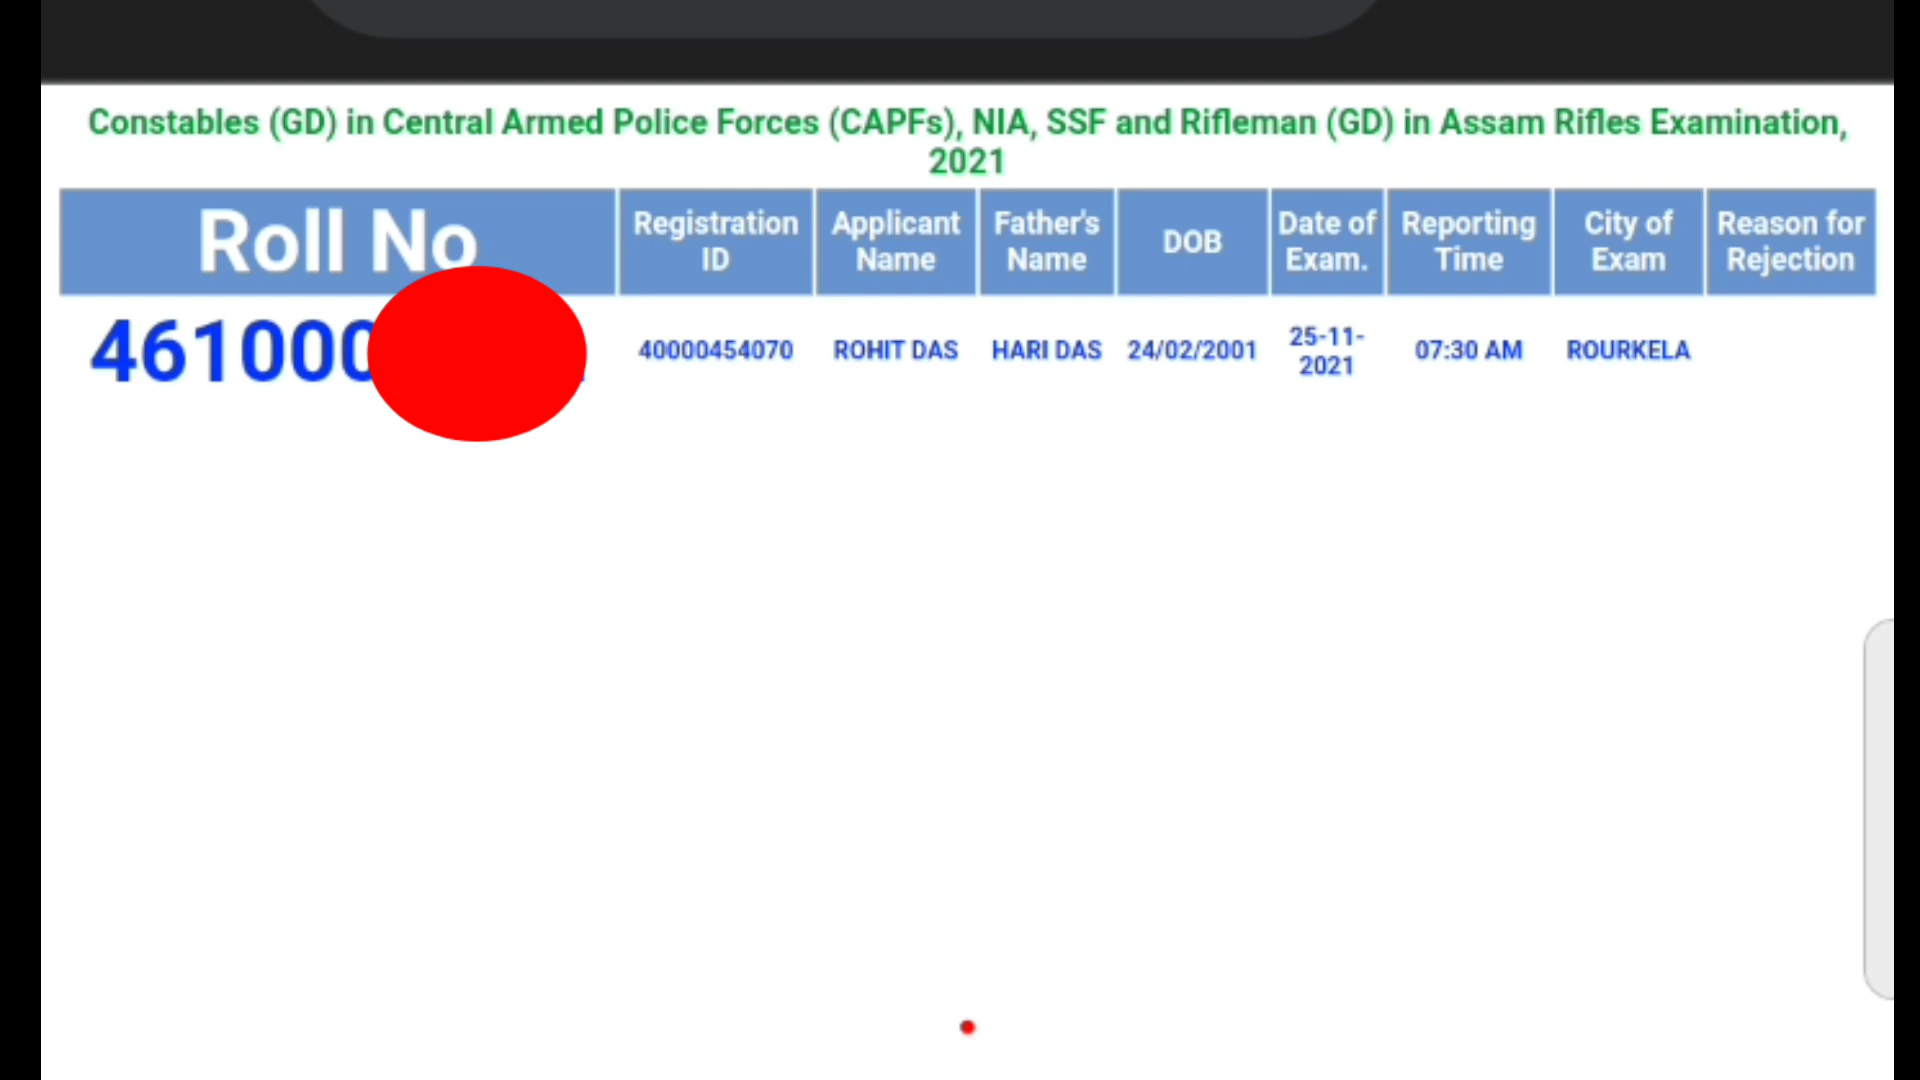 Constables (GD) in Central Armed Police Forces (CAPFs), NIA, SSF and Rifleman (GD) in Assam Rifles Examination,
2021
Roll No
Registration
ID
Applicant
Name
Father's
Name
DOB
Date of
Exam.
Reporting
Time
City of
Exam
Reason for
Rejection
461000
40000454070
ROHIT DAS
HARI DAS
24/02/2001
25-11-
2021
07:30 AM
ROURKELA